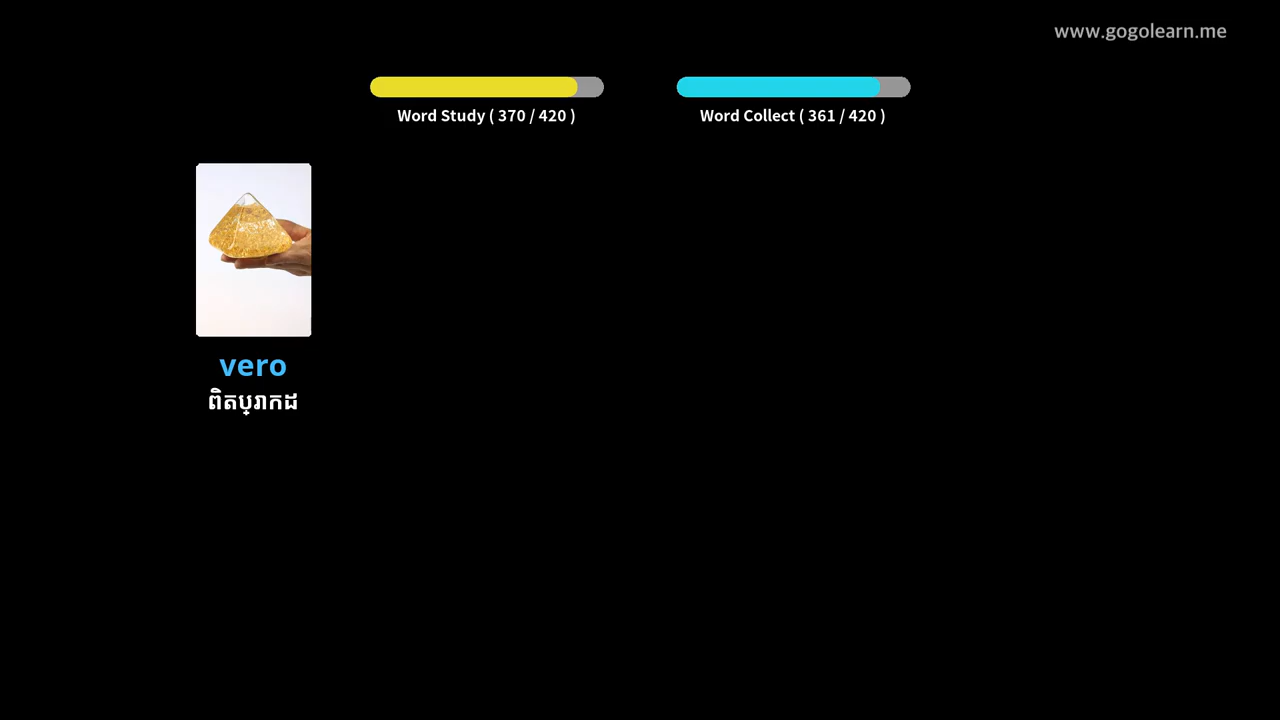 www.gogolearn.me
Word Study ( 370 / 420 )
Word Collect ( 361 / 420 )
vero
ពិតប្រាកដ